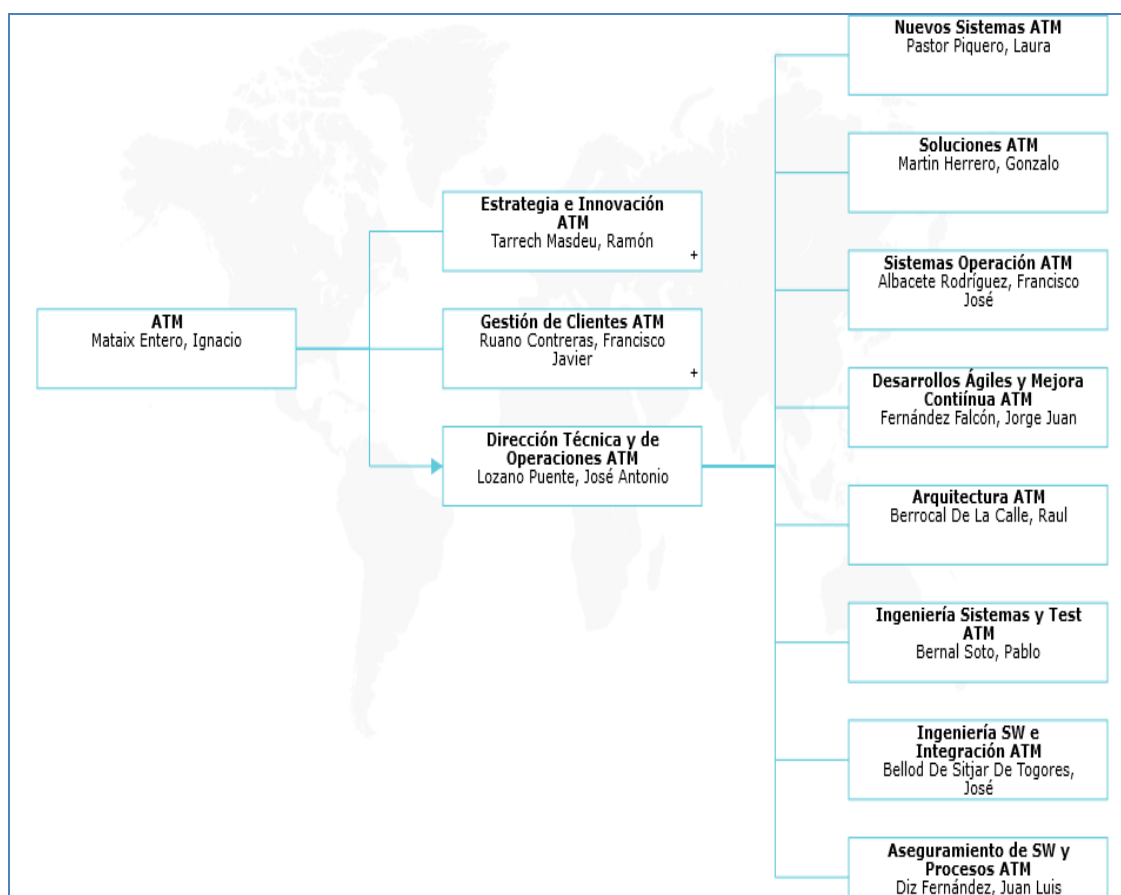 ATM
Mataix Entero, Ignacio
Estrategia e Innovación
ATM
Tarrech Masdeu, Ramón
+
Gestión de Clientes ATM
Ruano Contreras, Francisco
Javier
+
Dirección Técnica y de
Operaciones ATM
Lozano Puente, José Antonio
Nuevos Sistemas ATM
Pastor Piquero, Laura
Soluciones ATM
Martin Herrero, Gonzalo
Sistemas Operación ATM
Albacete Rodríguez, Francisco
José
Desarrollos Ágiles y Mejora
Contiínua ATM
Fernández Falcón, Jorge Juan
Arquitectura ATM
Berrocal De La Calle, Raul
Ingeniería Sistemas y Test
ATM
Bernal Soto, Pablo
Ingeniería SW e
Integración ATM
Bellod De Sitjar De Togores,
José
Aseguramiento de SW y
Procesos ATM
Diz Fernández, Juan Luis